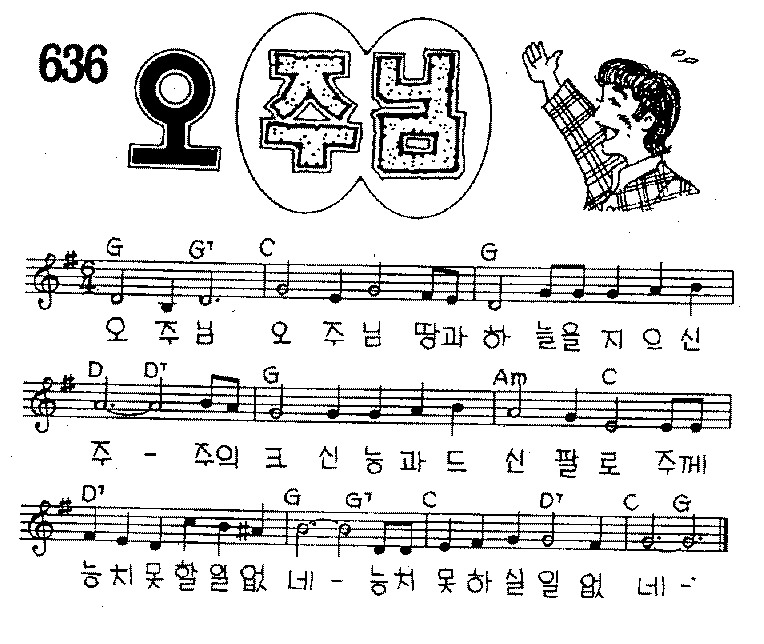 636 오 주님
G G7 C G
6 4
오 주님 오 주 님 땅과 하 늘을 지 으 신
D D7 G Am C
주 - 주의 크 신 능 과 드 신 팔 로 주께
D7 G G7 C D7 C G
능치 못 할 일 없 네 - 능치 못 하 실 일 없 네 -